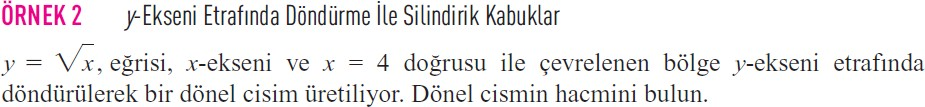 ÖRNEK 2 y-Ekseni Etrafında Döndürme İle Silindirik Kabuklar
y = √x, eğrisi, x-ekseni ve x = 4 doğrusu ile çevrelenen bölge y-ekseni etrafında
döndürülerek bir dönel cisim üretiliyor. Dönel cismin hacmini bulun.